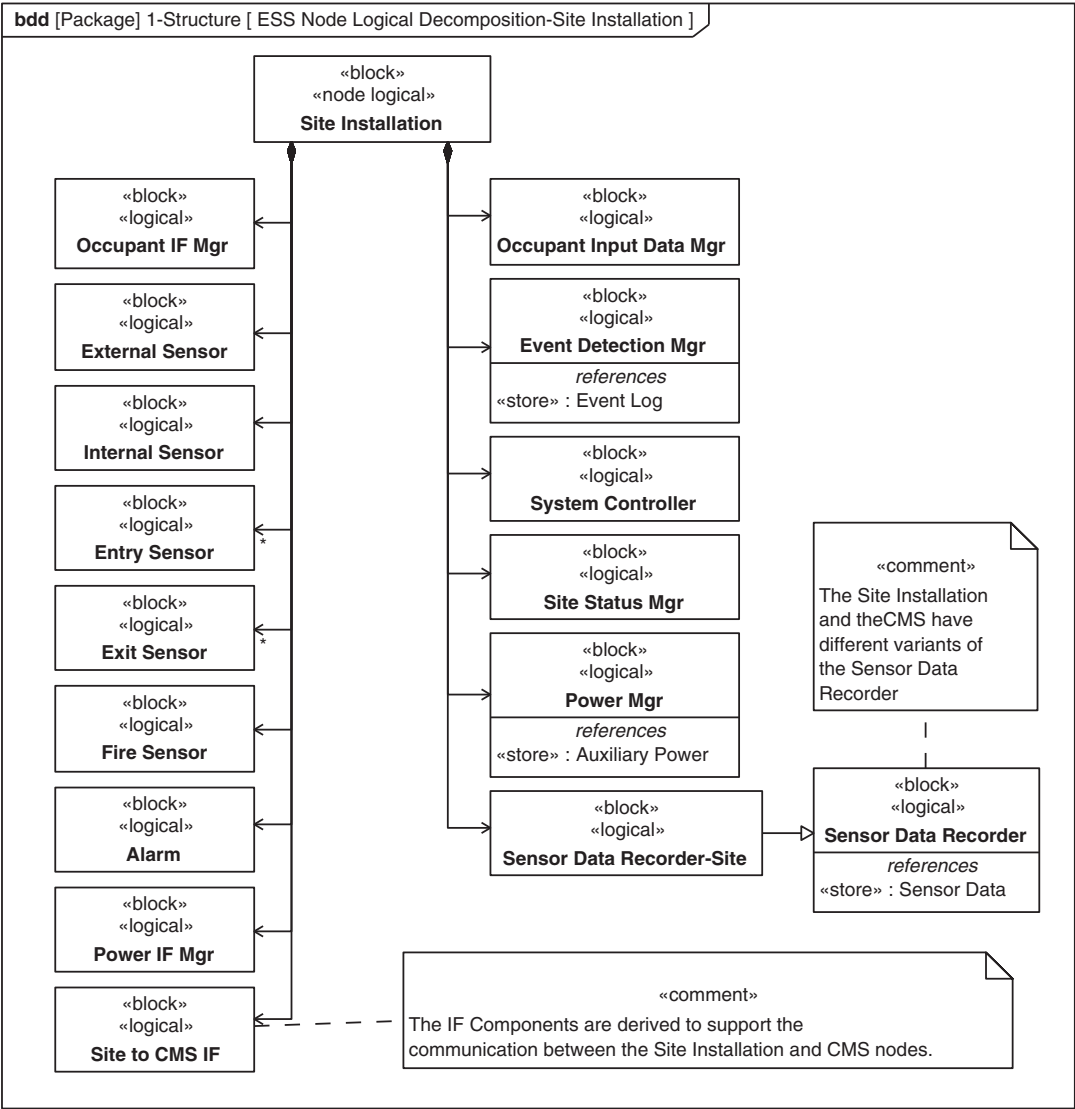 bdd [Package] 1-Structure [ ESS Node Logical Decomposition-Site Installation ]
«block»
«node logical»
Site Installation
«block»
«logical»
Occupant IF Mgr
«block»
«logical»
External Sensor
«block»
«logical»
Internal Sensor
«block»
«logical»
Entry Sensor
*
«block»
«logical»
Exit Sensor
*
«block»
«logical»
Fire Sensor
«block»
«logical»
Alarm
«block»
«logical»
Power IF Mgr
«block»
«logical»
Site to CMS IF
«block»
«logical»
Occupant Input Data Mgr
«block»
«logical»
Event Detection Mgr
references
«store» : Event Log
«block»
«logical»
System Controller
«block»
«logical»
Site Status Mgr
«block»
«logical»
Power Mgr
references
«store» : Auxiliary Power
«block»
«logical»
Sensor Data Recorder-Site
«comment»
The Site Installation
and theCMS have
different variants of
the Sensor Data
Recorder
«block»
«logical»
Sensor Data Recorder
references
«store» : Sensor Data
«comment»
The IF Components are derived to support the
communication between the Site Installation and CMS nodes.